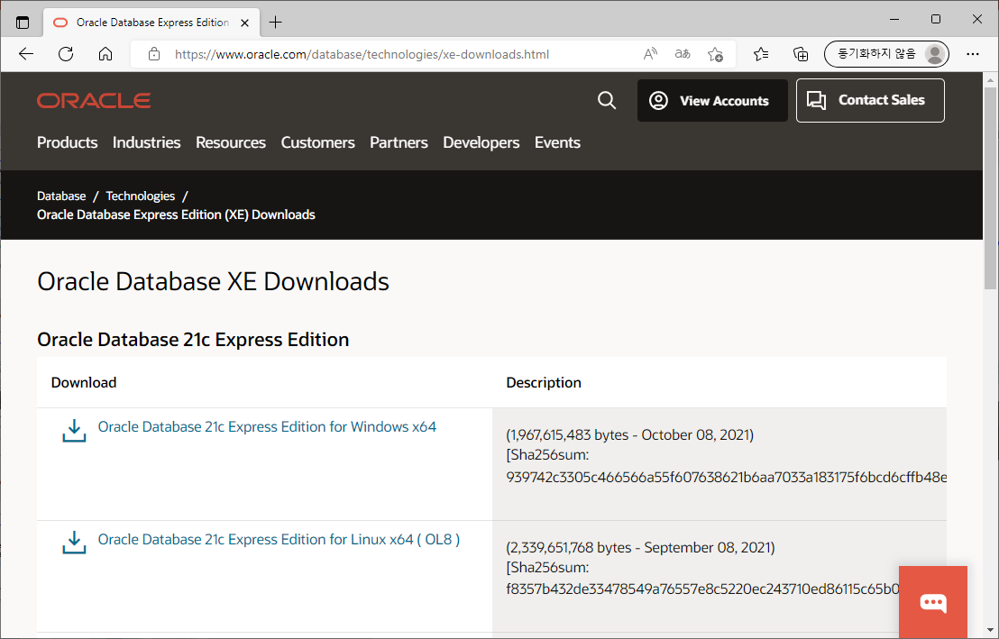 Oracle Database Express Edition
https://www.oracle.com/database/technologies/xe-downloads.html
동기화하지 않음
ORACLE
View Accounts
Contact Sales
Products Industries Resources Customers Partners Developers Events
Database / Technologies /
Oracle Database Express Edition (XE) Downloads
Oracle Database XE Downloads
Oracle Database 21c Express Edition
Download Description
Oracle Database 21c Express Edition for Windows x64
(1,967,615,483 bytes - October 08, 2021)
[Sha256sum:
939742c3305c466566a55f607638621b6aa7033a183175f6bcd6cffb48e
Oracle Database 21c Express Edition for Linux x64 ( OL8 )
(2,339,651,768 bytes - September 08, 2021)
[Sha256sum:
f8357b432de33478549a76557e8c5220ec243710ed86115c65b0